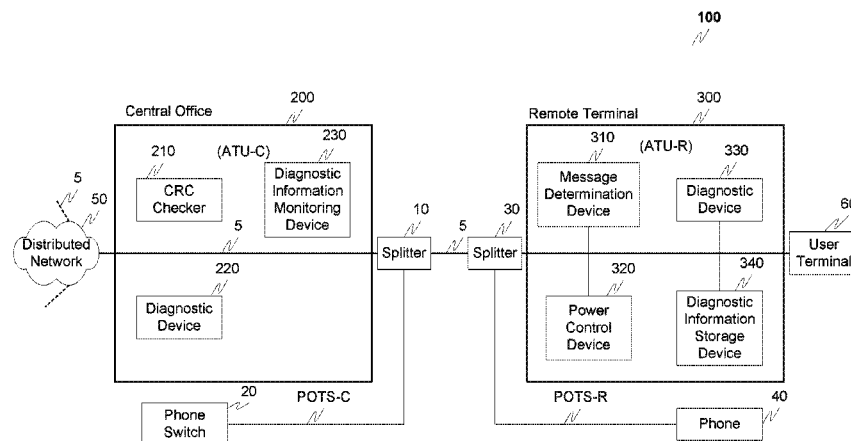 100
200
300
Central Office
Remote Terminal
210
(ATU-C)
230
310
(ATU-R)
330
5
50
CRC
Checker
Diagnostic
Information
Monitoring
Device
10
5
30
Message
Determination
Device
Diagnostic
Device
60
5
Distributed
Network
Splitter
Splitter
User
Terminal
220
320
340
Diagnostic
Device
Power
Control
Device
Diagnostic
Information
Storage
Device
20
POTS-C
POTS-R
40
Phone
Switch
Phone